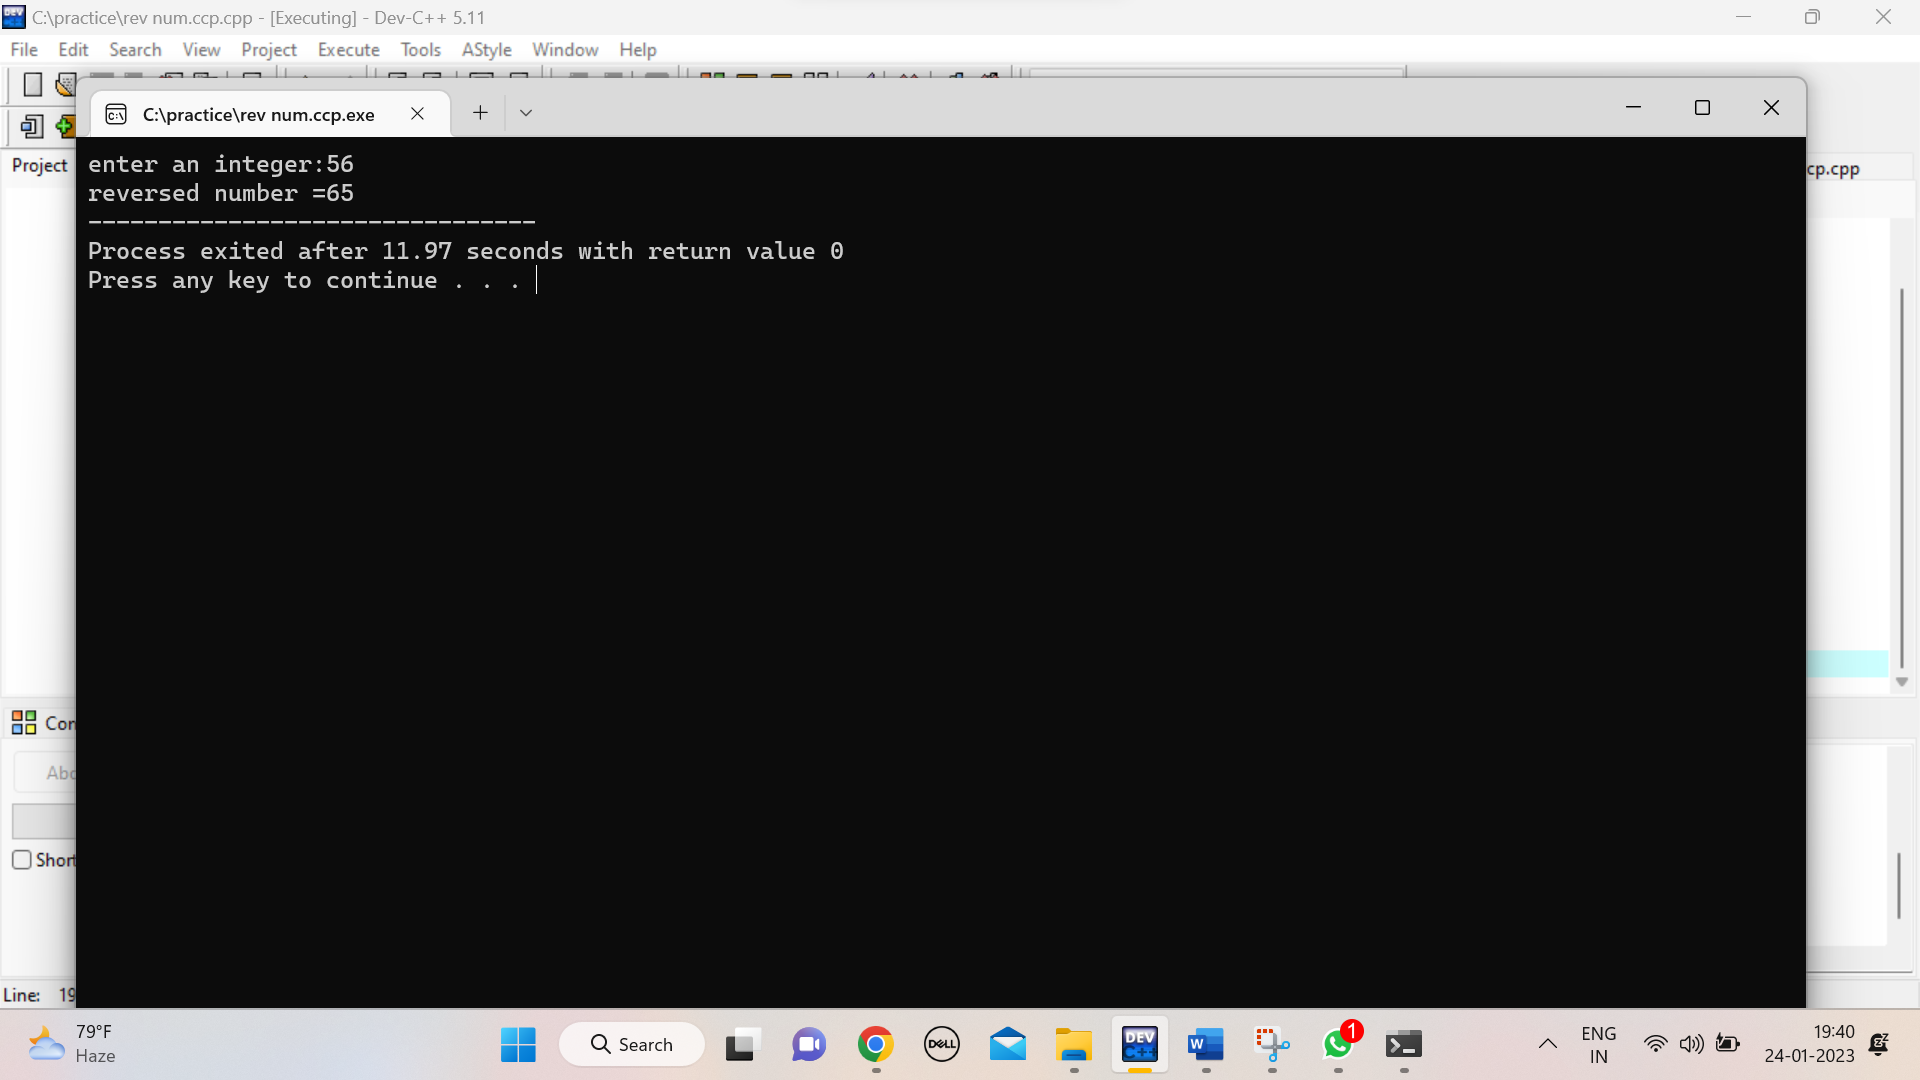 C:\practice\rev num.ccp.cpp - [Executing] - Dev-C++ 5.11
File Edit Search View Project Execute Tools AStyle Window Help
C:\practice\rev num.ccp.exe
Project
cp.cpp
enter an integer:56
reversed number =65
--------------------------------
Process exited after 11.97 seconds with return value 0
Press any key to continue . . .
Con
Abo
Short
Line: 19
79°F
Haze
Search
DELL
DEV
C++
W
1
ENG
IN
19:40
24-01-2023